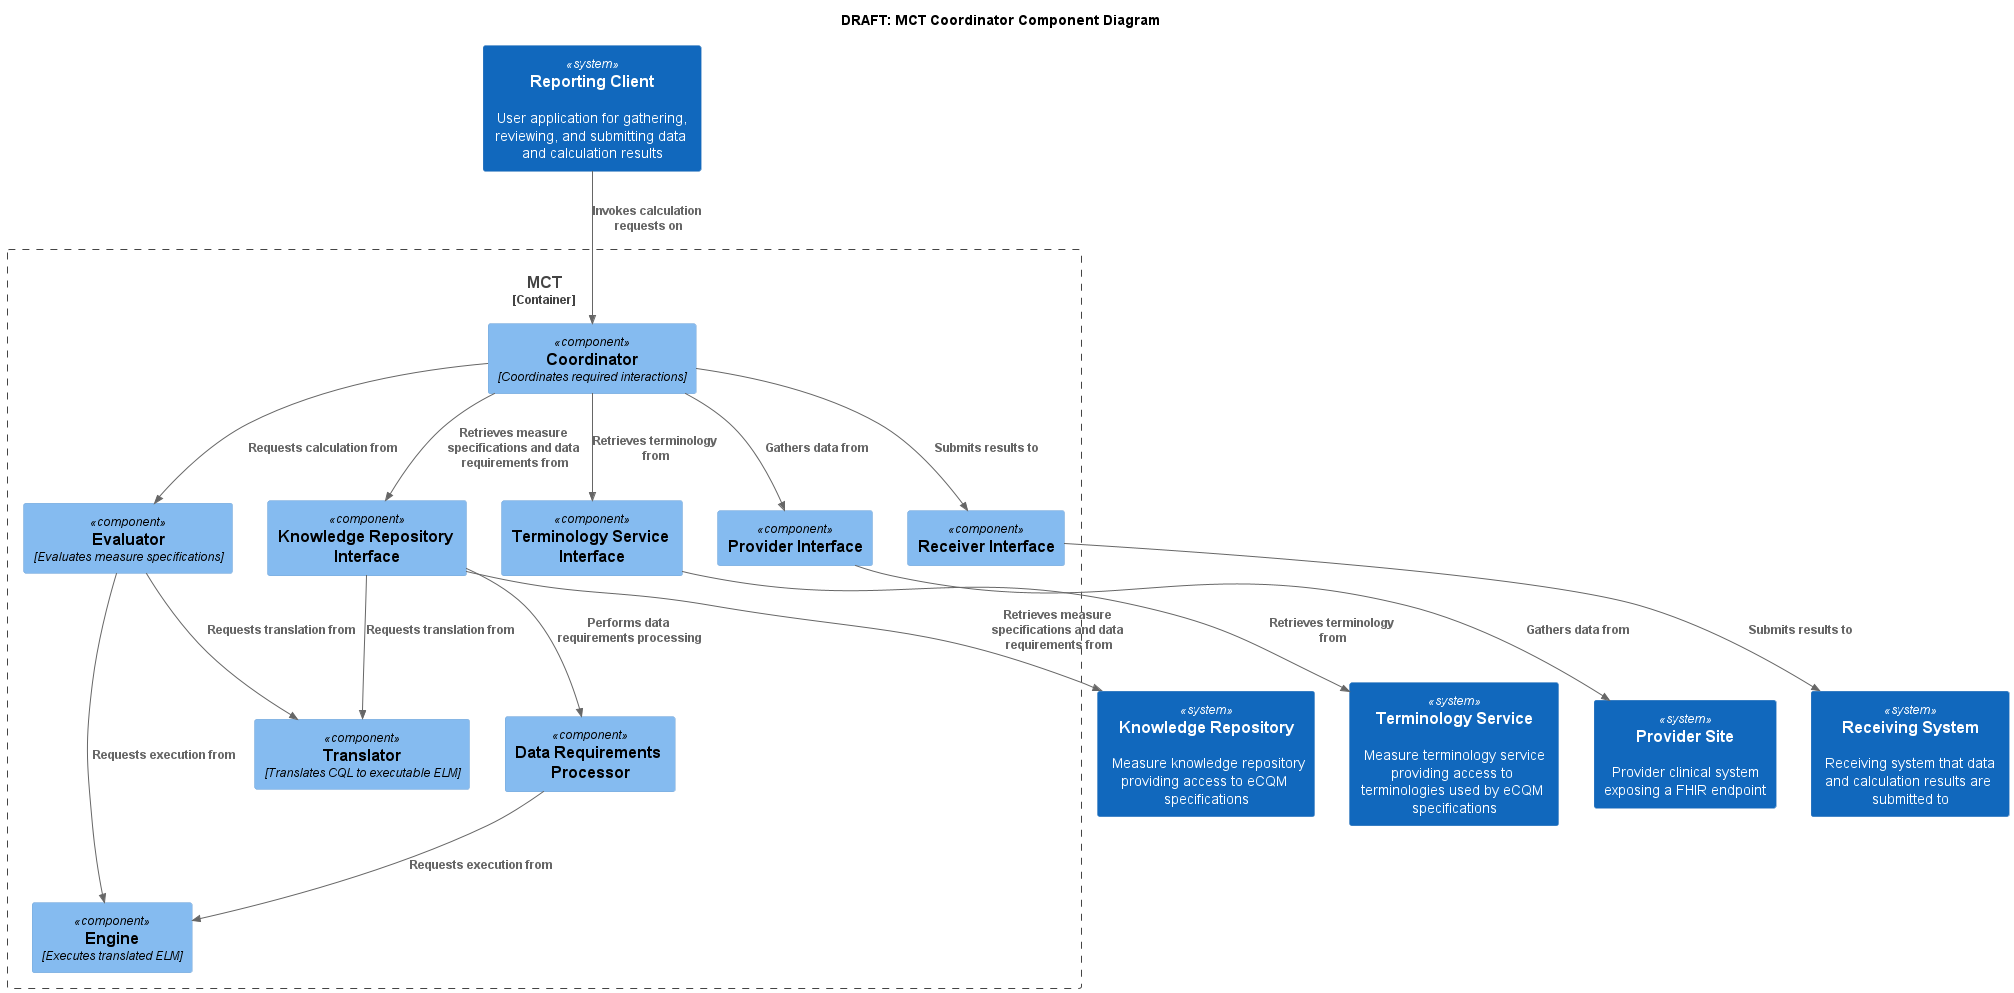 DRAFT: MCT Coordinator Component Diagram
«system»
Reporting Client
User application for gathering,
reviewing, and submitting data
and calculation results
Invokes calculation
requests on
MCT
[Container]
«component»
Coordinator
[Coordinates required interactions]
Requests calculation from
Retrieves measure
specifications and data
requirements from
Retrieves terminology
from
Gathers data from
Submits results to
«component»
Evaluator
[Evaluates measure specifications]
«component»
Knowledge Repository
Interface
«component»
Terminology Service
Interface
«component»
Provider Interface
«component»
Receiver Interface
Requests translation from
Requests translation from
Performs data
requirements processing
Retrieves measure
specifications and data
requirements from
Retrieves terminology
from
Gathers data from
Submits results to
Requests execution from
«component»
Translator
[Translates CQL to executable ELM]
«component»
Data Requirements
Processor
«system»
Knowledge Repository
Measure knowledge repository
providing access to eCQM
specifications
«system»
Terminology Service
Measure terminology service
providing access to
terminologies used by eCQM
specifications
«system»
Provider Site
Provider clinical system
exposing a FHIR endpoint
«system»
Receiving System
Receiving system that data
and calculation results are
submitted to
Requests execution from
«component»
Engine
[Executes translated ELM]